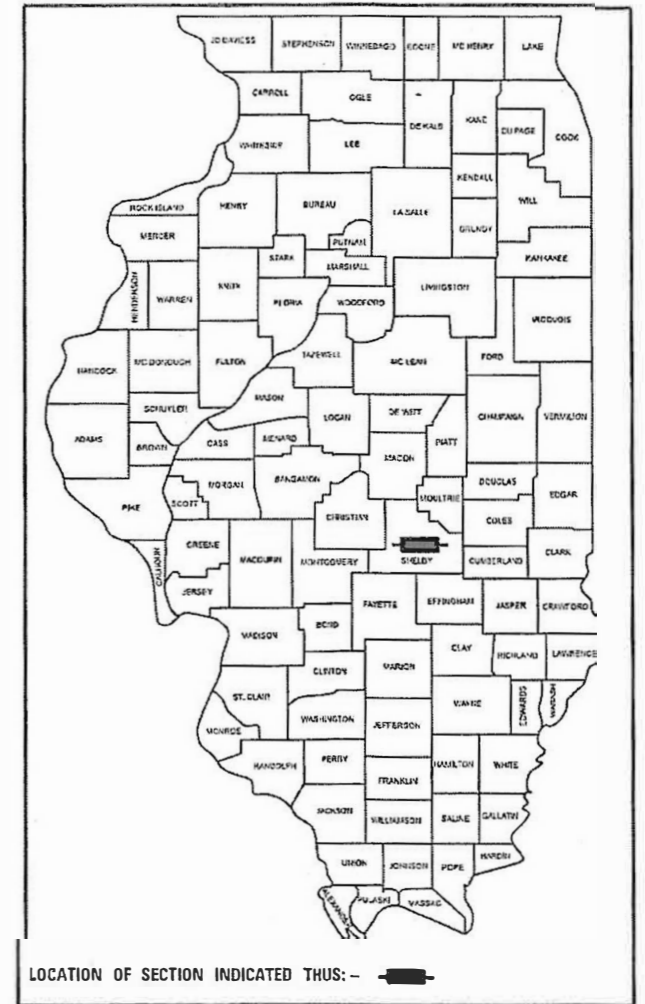 JO DAVIESS STEPHENSON WINNEBAGO BOONE MC HENRY LAKE
CARROLL OGLE DE KALB KANE DU PAGE COOK
WHITESIDE LEE
KENDALL
ROCK ISLAND HENRY BUREAU LA SALLE WILL
MERCER PUTNAM GRUNDY
STARK MARSHALL KANKAKEE
HENDERSON WARREN KNOX PEORIA WOODFORD LIVINGSTON
IROQUOIS
HANCOCK MC DONOUGH FULTON TAZEWELL MC LEAN FORD
MASON
SCHUYLER LOGAN DE WITT CHAMPAIGN VERMILION
ADAMS BROWN CASS MENARD PIATT
MACON
PIKE SCOTT MORGAN SANGAMON MOULTRIE DOUGLAS EDGAR
CHRISTIAN COLES
CALHOUN GREENE MACOUPIN MONTGOMERY SHELBY CUMBERLAND CLARK
JERSEY FAYETTE EFFINGHAM JASPER CRAWFORD
MADISON BOND
CLAY RICHLAND LAWRENCE
CLINTON MARION
ST. CLAIR WAYNE EDWARDS WABASH
MONROE WASHINGTON JEFFERSON
RANDOLPH PERRY HAMILTON WHITE
FRANKLIN
JACKSON WILLIAMSON SALINE GALLATIN
UNION JOHNSON POPE HARDIN
ALEXANDER PULASKI MASSAC
LOCATION OF SECTION INDICATED THUS: -